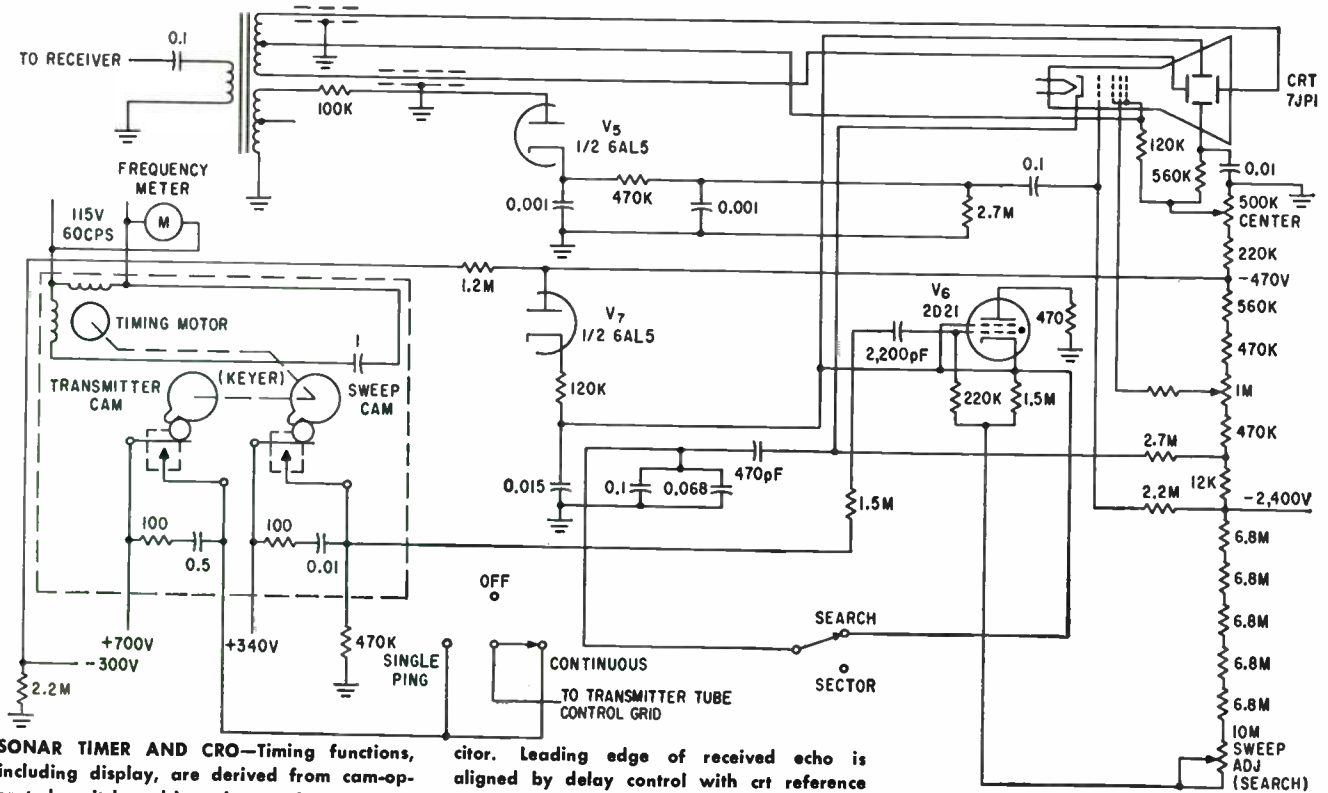 0.1
TO RECEIVER
100K
V5
1/2 6AL5
CRT
7JP1
120K
560K
0.01
0.1
500K
CENTER
220K
-470V
FREQUENCY
METER
115V
60CPS
M
0.001
470K
0.001
2.7M
1.2M
V7
1/2 6AL5
V6
2D21
470
2,200pF
560K
470K
1M
470K
TIMING MOTOR
1
TRANSMITTER
CAM
(KEYER)
SWEEP
CAM
120K
220K
1.5M
2.7M
2.2M
12K
-2,400V
0.015
0.1
0.068
470pF
1.5M
100
0.5
100
0.01
6.8M
6.8M
6.8M
6.8M
6.8M
OFF
SEARCH
SECTOR
+700V
-300V
+340V
470K
SINGLE
PING
CONTINUOUS
TO TRANSMITTER TUBE
CONTROL GRID
2.2M
10M
SWEEP
ADJ
(SEARCH)
SONAR TIMER AND CRO—Timing functions,
including display, are derived from cam-op-
citor. Leading edge of received echo is
aligned by delay control with crt reference